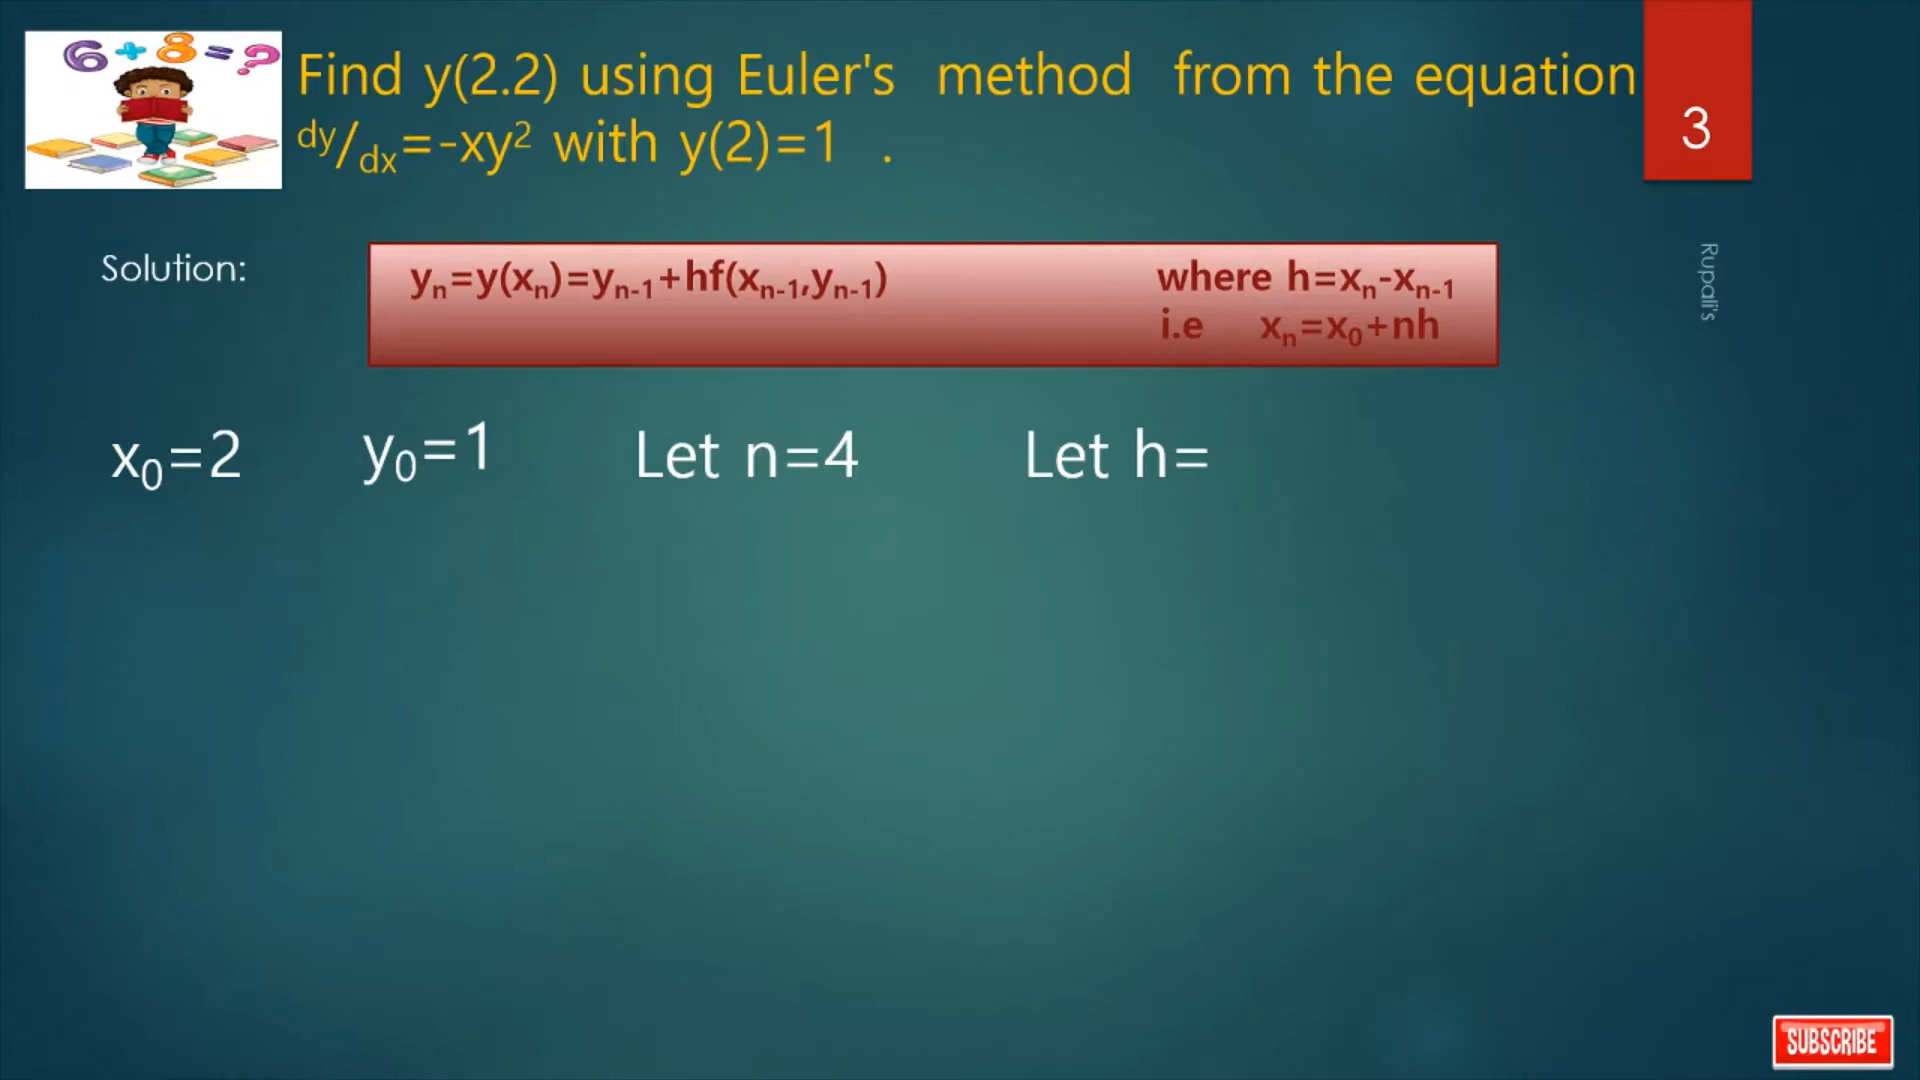 6+8=?
Find y(2.2) using Euler's method from the equation
dy/dx=-xy² with y(2)=1 .
3
Solution:
yₙ=y(xₙ)=yₙ₋₁+hf(xₙ₋₁,yₙ₋₁) where h=xₙ-xₙ₋₁
i.e xₙ=x₀+nh
Rupali's
x₀=2 y₀=1 Let n=4 Let h=
SUBSCRIBE